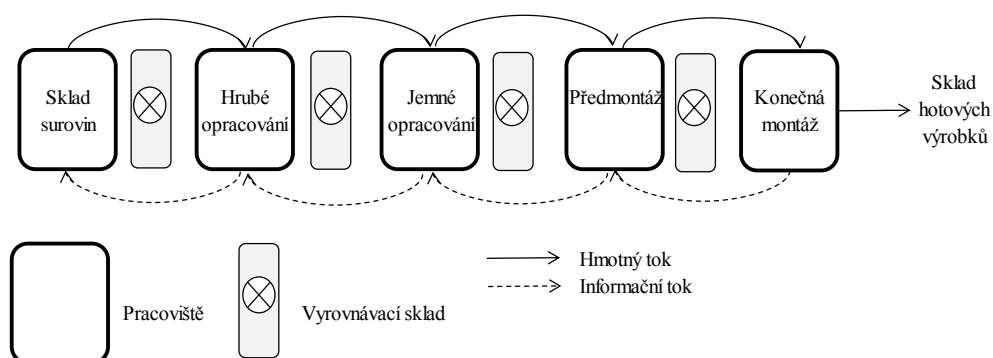 Sklad
surovin
Hrubé
opracování
Jemné
opracování
Předmontáž
Konečná
montáž
Sklad
hotových
výrobků
Pracoviště
Vyrovnávací sklad
Hmotný tok
Informační tok